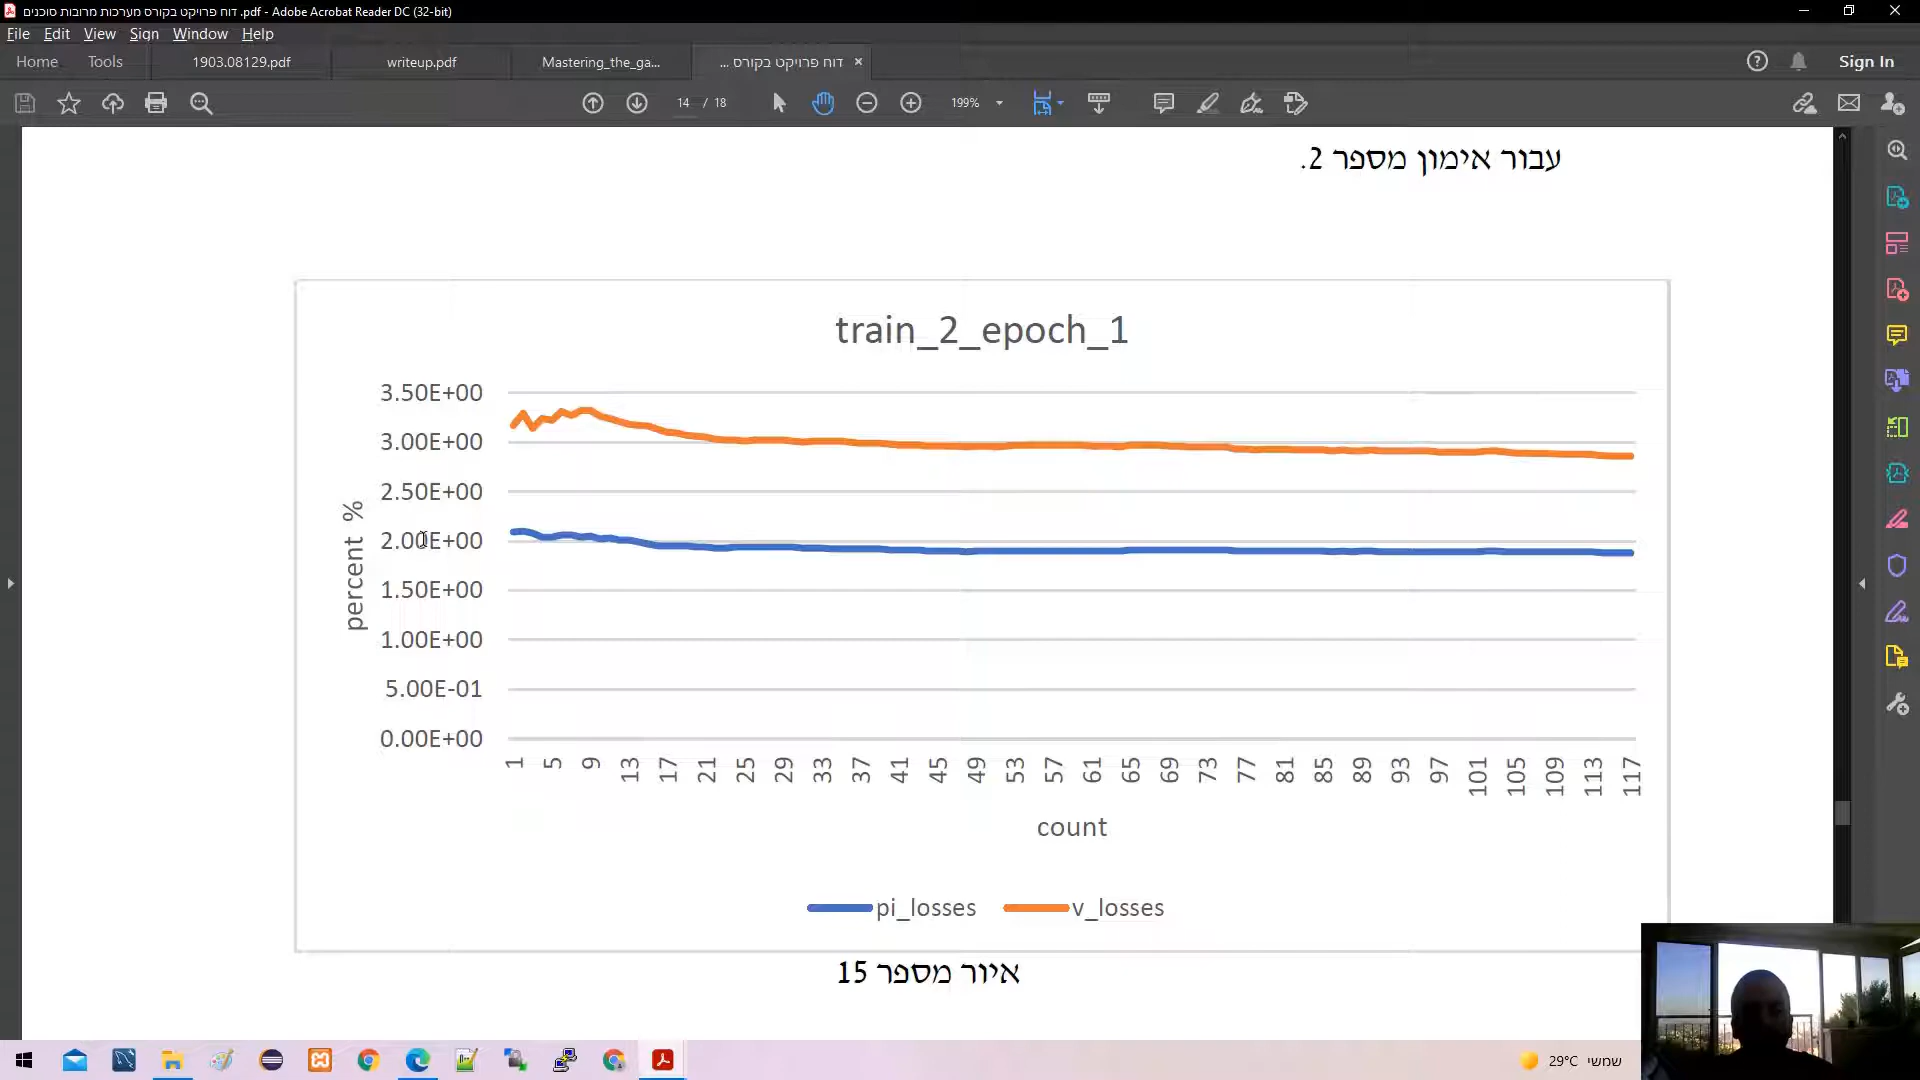 דוח פרויקט בקורס מערכות מרובות סוכנים .pdf - Adobe Acrobat Reader DC (32-bit)
File Edit View Sign Window Help
Home Tools 1903.08129.pdf writeup.pdf Mastering_the_ga... דוח פרויקט בקורס ... × Sign In
14 / 18 199%
עבור אימון מספר 2.
train_2_epoch_1
3.50E+00
3.00E+00
2.50E+00
2.00E+00
1.50E+00
1.00E+00
5.00E-01
0.00E+00
percent %
1 5 9 13 17 21 25 29 33 37 41 45 49 53 57 61 65 69 73 77 81 85 89 93 97 101 105 109 113 117
count
pi_losses v_losses
איור מספר 15
29°C שמשי